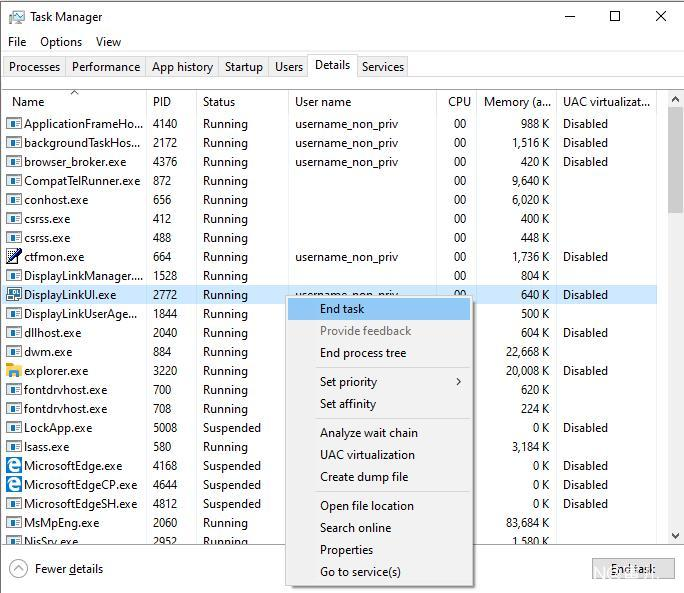 Task Manager
File Options View
Processes Performance App history Startup Users Details Services
Name PID Status User name CPU Memory (a... UAC virtualizat...
ApplicationFrameHo... 4140 Running username_non_priv 00 988 K Disabled
backgroundTaskHos... 2172 Running username_non_priv 00 1,516 K Disabled
browser_broker.exe 4376 Running username_non_priv 00 420 K Disabled
CompatTelRunner.exe 872 Running 00 9,640 K
conhost.exe 656 Running 00 6,020 K
csrss.exe 412 Running 00 400 K
csrss.exe 488 Running 00 448 K
ctfmon.exe 664 Running username_non_priv 00 1,736 K Disabled
DisplayLinkManager.... 1528 Running 00 804 K
DisplayLinkUI.exe 2772 Running username_non_priv 00 640 K Disabled
DisplayLinkUserAge... 1844 Running 500 K
dllhost.exe 2040 Running 604 K Disabled
dwm.exe 884 Running 22,668 K
explorer.exe 3220 Running 20,008 K Disabled
fontdrvhost.exe 700 Running 620 K
fontdrvhost.exe 708 Running 224 K
LockApp.exe 5008 Suspended 0 K Disabled
lsass.exe 580 Running 3,184 K
MicrosoftEdge.exe 4168 Suspended 0 K Disabled
MicrosoftEdgeCP.exe 4644 Suspended 0 K Disabled
MicrosoftEdgeSH.exe 4812 Suspended 0 K Disabled
MsMpEng.exe 2060 Running 83,684 K
NisSrv.exe 2952 Running 1,580 K
End task
Provide feedback
End process tree
Set priority
Set affinity
Analyze wait chain
UAC virtualization
Create dump file
Open file location
Search online
Properties
Go to service(s)
Fewer details
End task